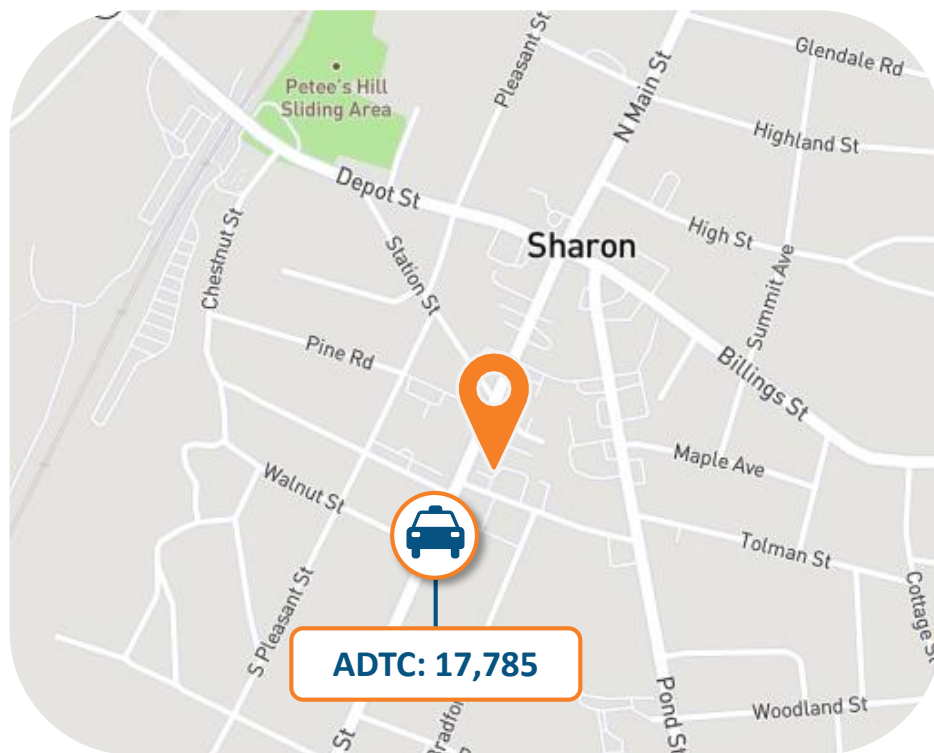 Glendale Rd
Pleasant St
Petee's Hill
Sliding Area
N Main St
Highland St
Depot St
Chestnut St
Station St
Sharon
High St
Summit Ave
Pine Rd
Billings St
Maple Ave
Walnut St
Tolman St
Cottage St
S Pleasant St
ADTC: 17,785
Pond St
Woodland St
St